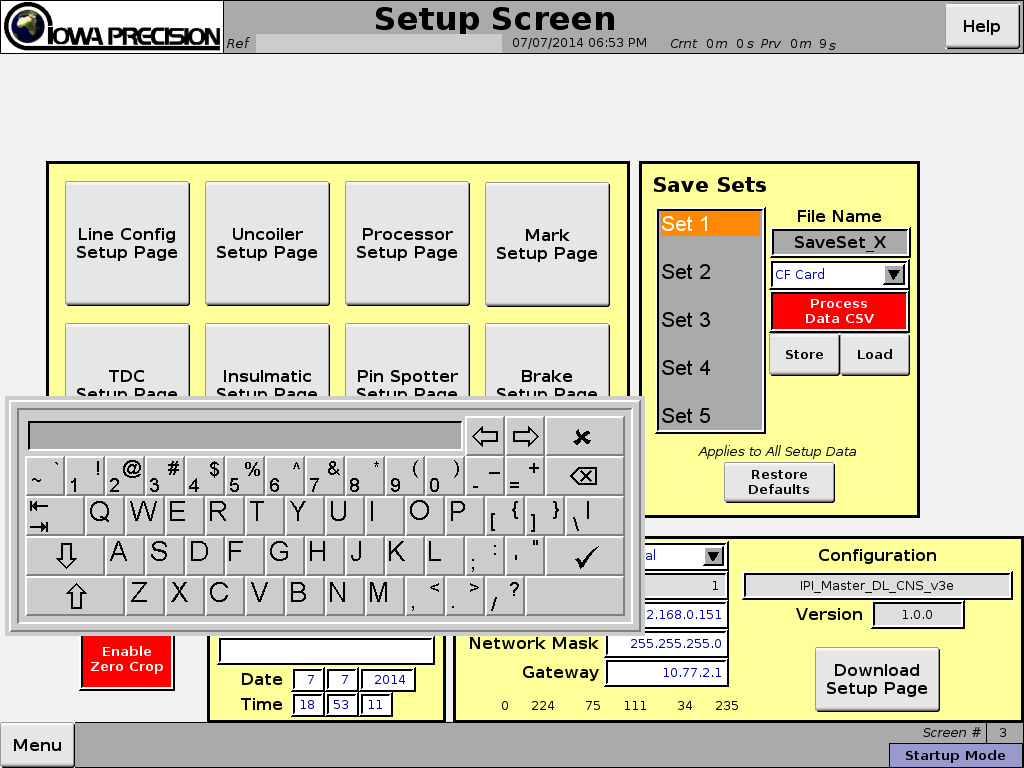 IOWA PRECISION
Setup Screen
Ref
07/07/2014 06:53 PM Crnt 0m 0s Prv 0m 9s
Help
Line Config
Setup Page
Uncoiler
Setup Page
Processor
Setup Page
Mark
Setup Page
TDC
Setup Page
Insulmatic
Setup Page
Pin Spotter
Setup Page
Brake
Setup Page
Save Sets
Set 1
Set 2
Set 3
Set 4
Set 5
File Name
SaveSet_X
CF Card
Process
Data CSV
Store Load
Applies to All Setup Data
Restore
Defaults
~ ` 1 ! 2 @ 3 # 4 $ 5 % 6 ^ 7 & 8 * 9 ( 0 ) - _ = +
Q W E R T Y U I O P [ { ] } \ |
A S D F G H J K L ; : ' "
Z X C V B N M , < . > / ?
Enable
Zero Crop
Date 7 7 2014
Time 18 53 11
al
1
2.168.0.151
Network Mask 255.255.255.0
Gateway 10.77.2.1
0 224 75 111 34 235
Configuration
IPI_Master_DL_CNS_v3e
Version 1.0.0
Download
Setup Page
Menu
Screen # 3
Startup Mode